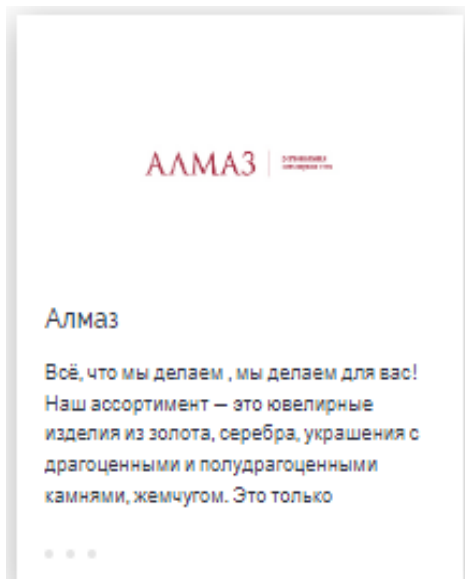 АЛМАЗ
Алмаз
Всё, что мы делаем , мы делаем для вас!
Наш ассортимент — это ювелирные
изделия из золота, серебра, украшения с
драгоценными и полудрагоценными
камнями, жемчугом. Это только